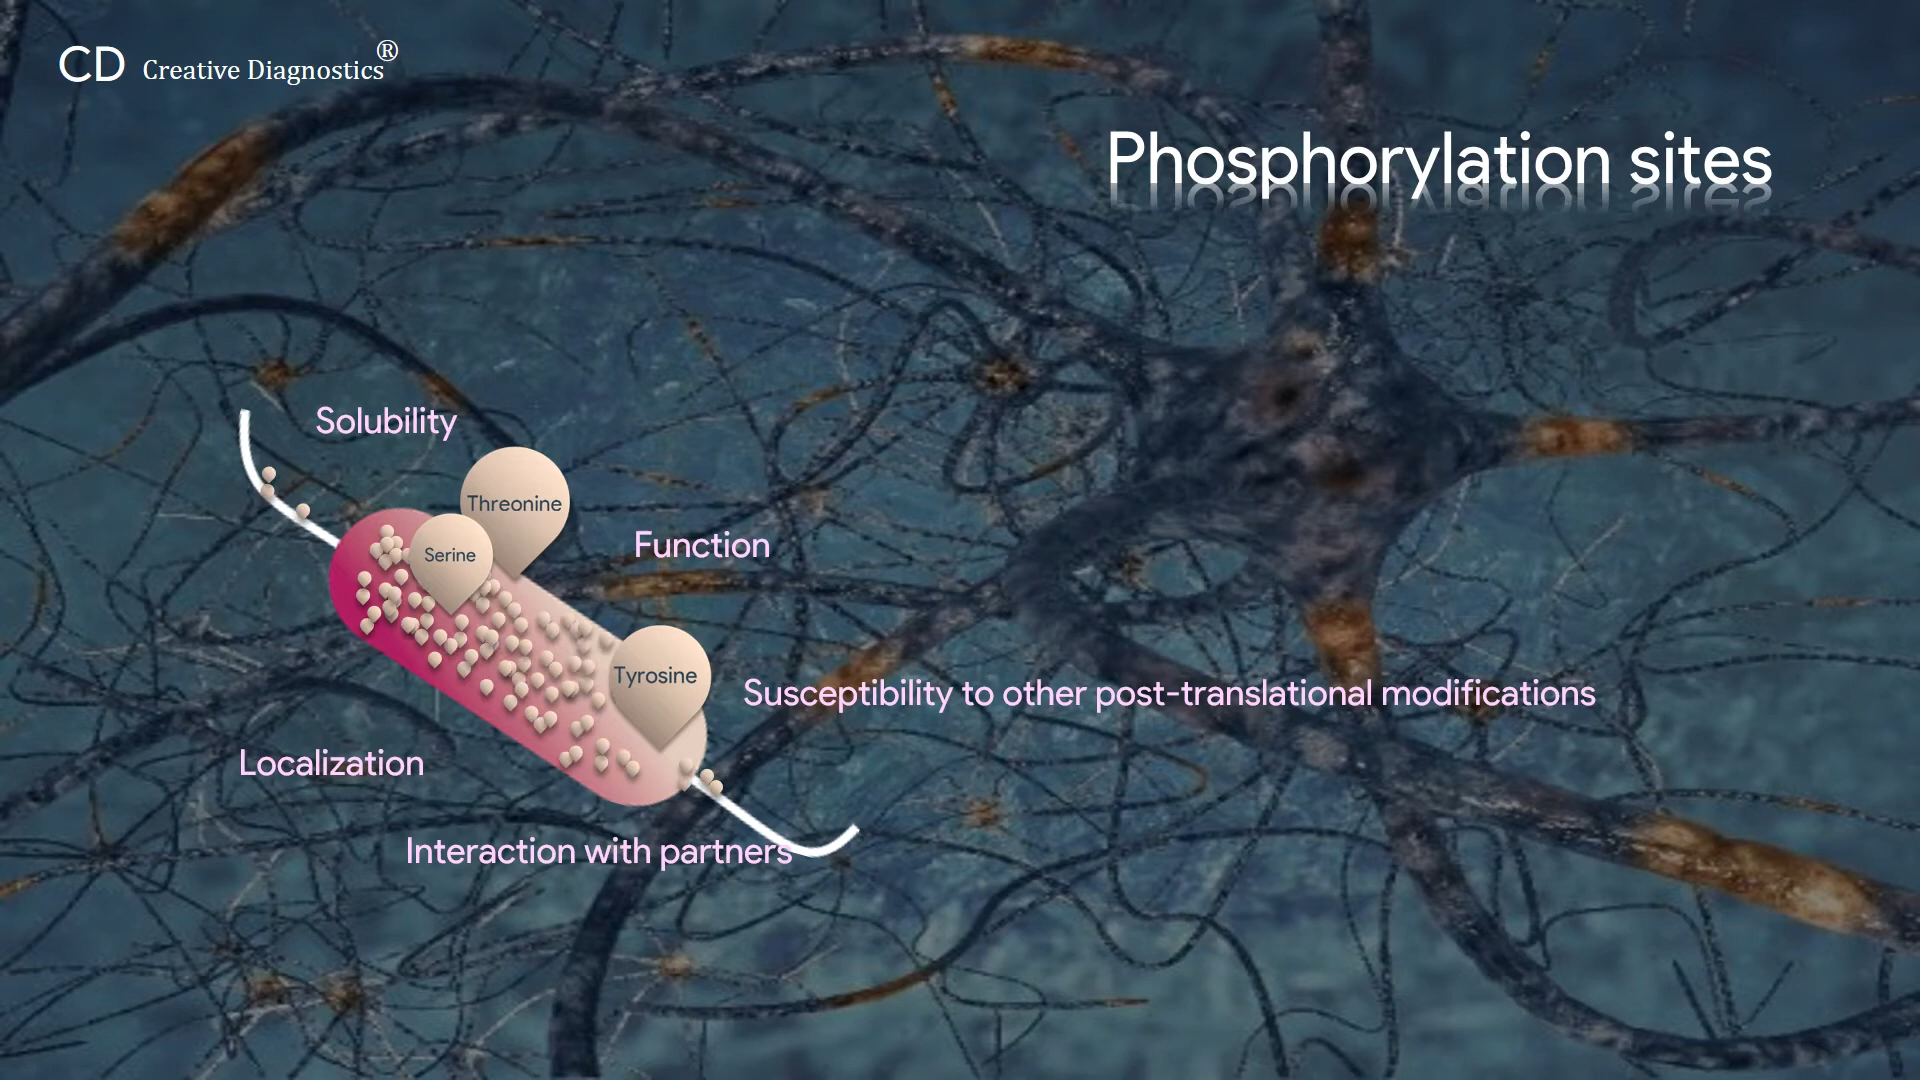 CD Creative Diagnostics®
Phosphorylation sites
Solubility
Threonine
Serine
Function
Tyrosine
Susceptibility to other post-translational modifications
Localization
Interaction with partners